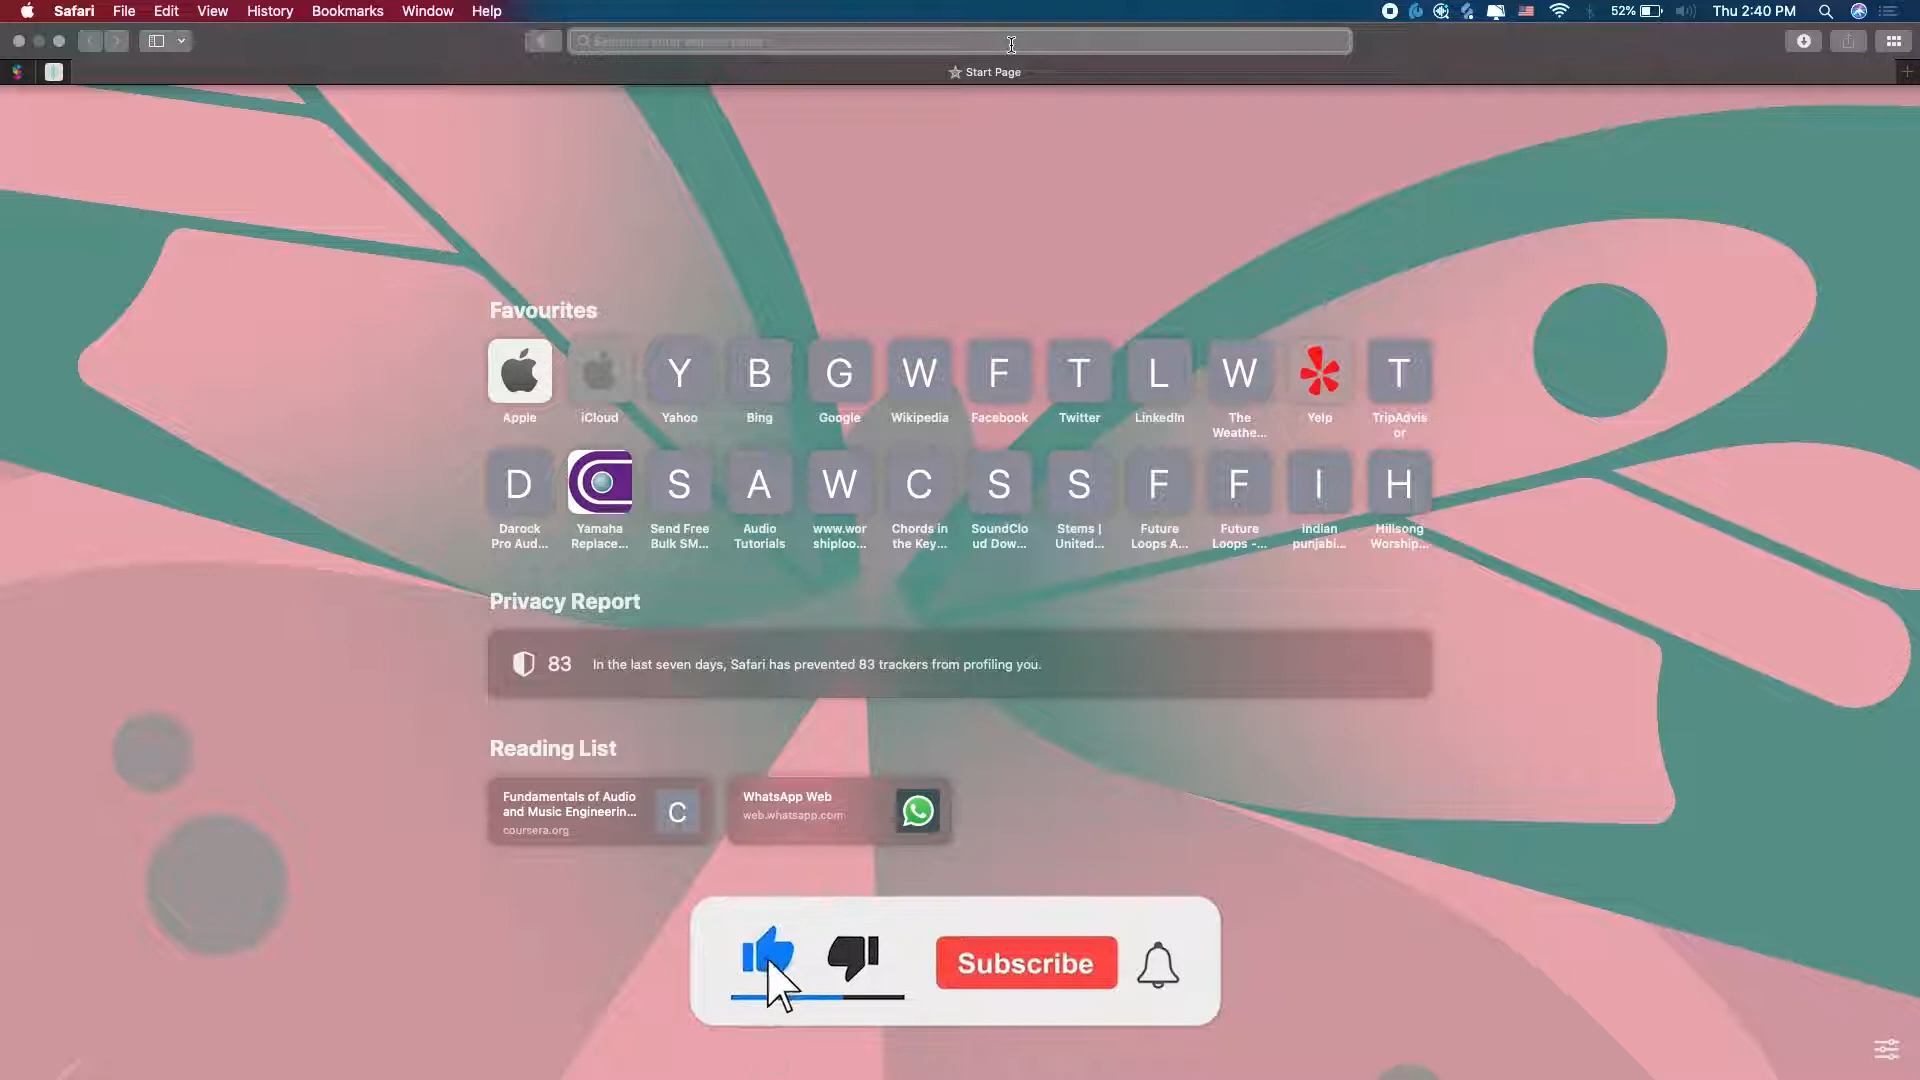 Safari File Edit View History Bookmarks Window Help 52% Thu 2:40 PM
Start Page
Favourites
Y B G W F T L W T
Apple iCloud Yahoo Bing Google Wikipedia Facebook Twitter LinkedIn The Weathe... Yelp TripAdvis or
D S A W C S S F F I H
Darock Pro Aud... Yamaha Replace... Send Free Bulk SM... Audio Tutorials www.wor shiploo... Chords in the Key... SoundClo ud Dow... Stems | United... Future Loops A... Future Loops -... Indian punjabi... Hillsong Worship...
Privacy Report
83 In the last seven days, Safari has prevented 83 trackers from profiling you.
Reading List
Fundamentals of Audio and Music Engineerin...
coursera.org
C
WhatsApp Web
web.whatsapp.com
Subscribe